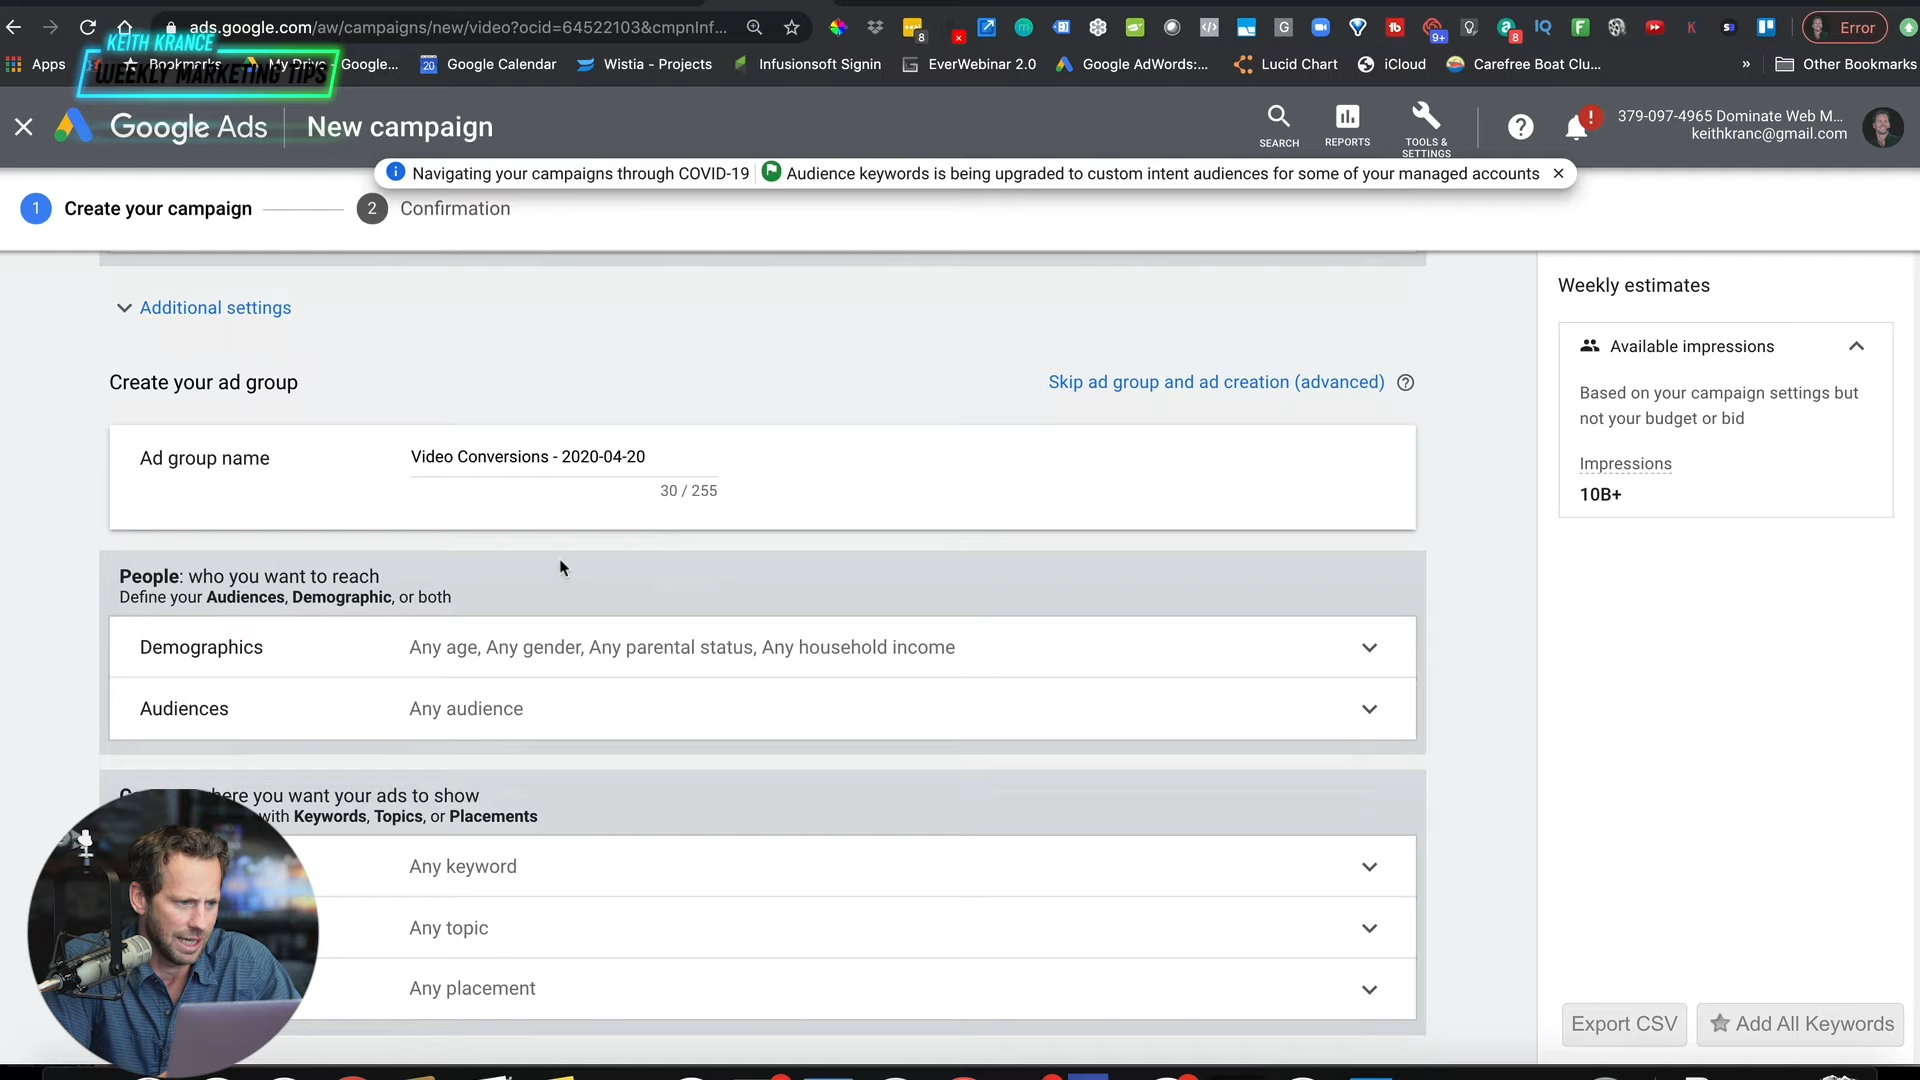 ads.google.com/aw/campaigns/new/video?ocid=64522103&cmpnInf...
Error
KEITH KRANCE
WEEKLY MARKETING TIPS
Apps
Bookmarks
My Drive - Google...
Google Calendar
Wistia - Projects
Infusionsoft Signin
EverWebinar 2.0
Google AdWords:...
Lucid Chart
iCloud
Carefree Boat Clu...
»
Other Bookmarks
Google Ads
New campaign
SEARCH
REPORTS
TOOLS & SETTINGS
379-097-4965 Dominate Web M...
keithkranc@gmail.com
Navigating your campaigns through COVID-19
Audience keywords is being upgraded to custom intent audiences for some of your managed accounts
1 Create your campaign
2 Confirmation
Additional settings
Create your ad group
Skip ad group and ad creation (advanced)
Ad group name
Video Conversions - 2020-04-20
30 / 255
People: who you want to reach
Define your Audiences, Demographic, or both
Demographics
Any age, Any gender, Any parental status, Any household income
Audiences
Any audience
here you want your ads to show
with Keywords, Topics, or Placements
Any keyword
Any topic
Any placement
Weekly estimates
Available impressions
Based on your campaign settings but
not your budget or bid
Impressions
10B+
Export CSV
Add All Keywords